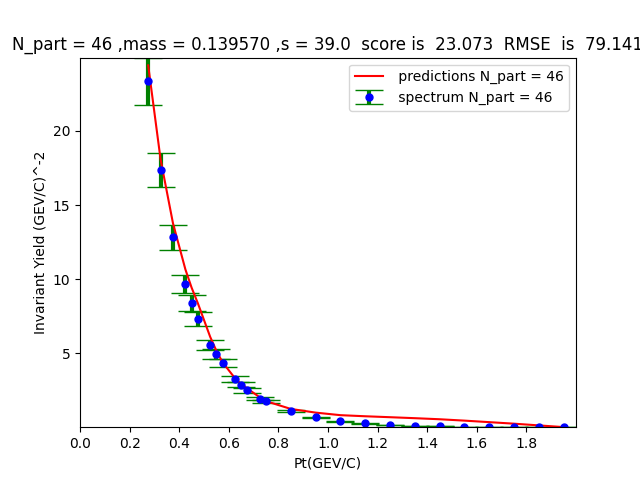 N_part = 46 ,mass = 0.139570 ,s = 39.0 score is 23.073 RMSE is 79.141
predictions N_part = 46
spectrum N_part = 46
Invariant Yield (GEV/C)^-2
20
15
10
5
0.0 0.2 0.4 0.6 0.8 1.0 1.2 1.4 1.6 1.8
Pt(GEV/C)